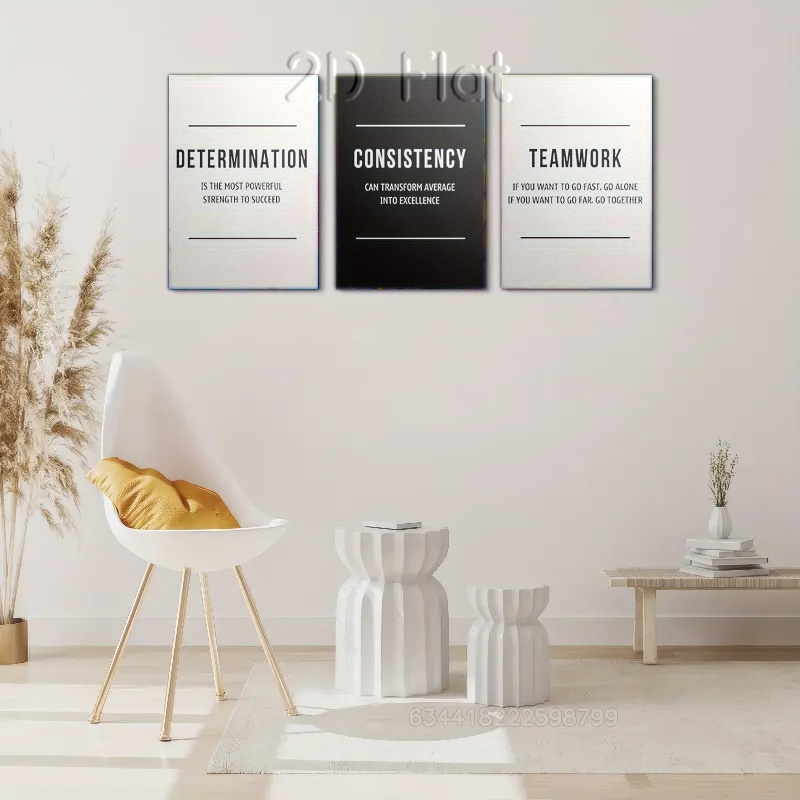 2D Flat
DETERMINATION
IS THE MOST POWERFUL
STRENGTH TO SUCCEED
CONSISTENCY
CAN TRANSFORM AVERAGE
INTO EXCELLENCE
TEAMWORK
IF YOU WANT TO GO FAST, GO ALONE
IF YOU WANT TO GO FAR, GO TOGETHER
634418222598799